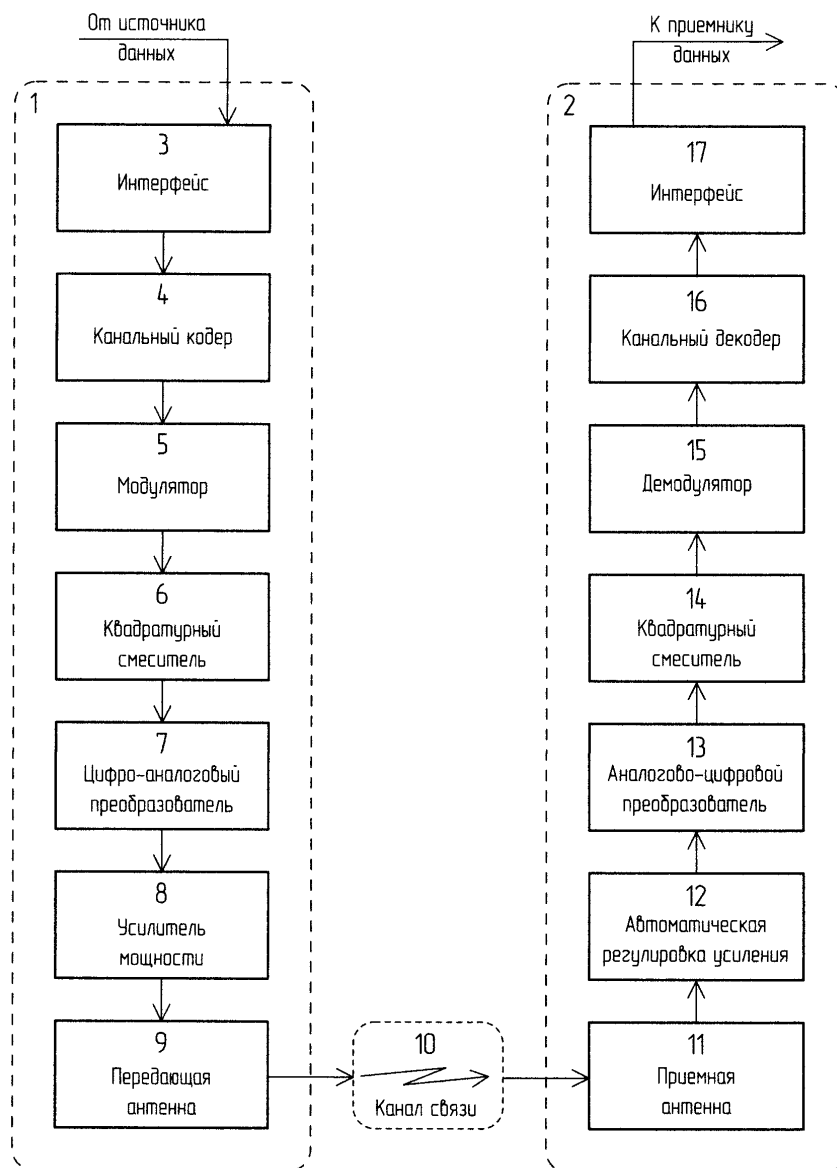 От источника
данных
1
3
Интерфейс
4
Канальный кодер
5
Модулятор
6
Квадратурный
смеситель
7
Цифро-аналоговый
преобразователь
8
Усилитель
мощности
9
Передающая
антенна
10
Канал связи
К приемнику
данных
2
17
Интерфейс
16
Канальный декодер
15
Демодулятор
14
Квадратурный
смеситель
13
Аналогово-цифровой
преобразователь
12
Автоматическая
регулировка усиления
11
Приемная
антенна